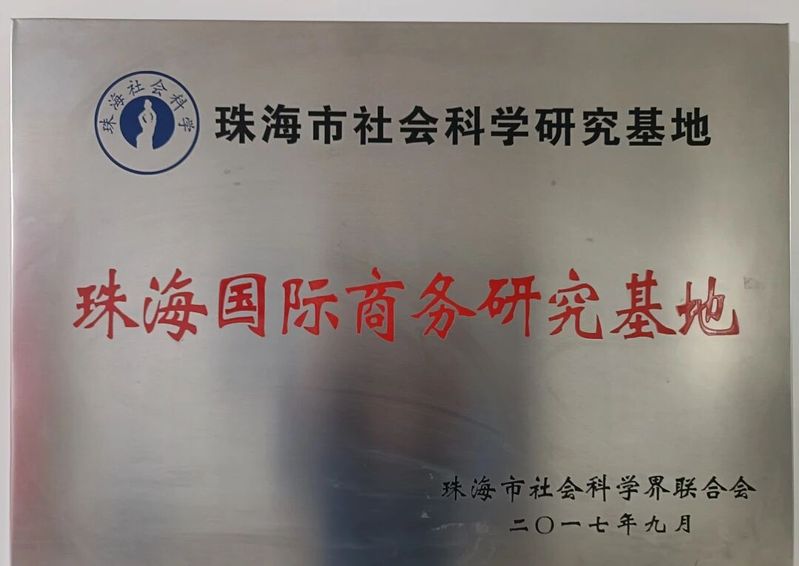 珠海社会科学
珠海市社会科学研究基地
珠海国际商务研究基地
珠海市社会科学界联合会
二〇一七年九月